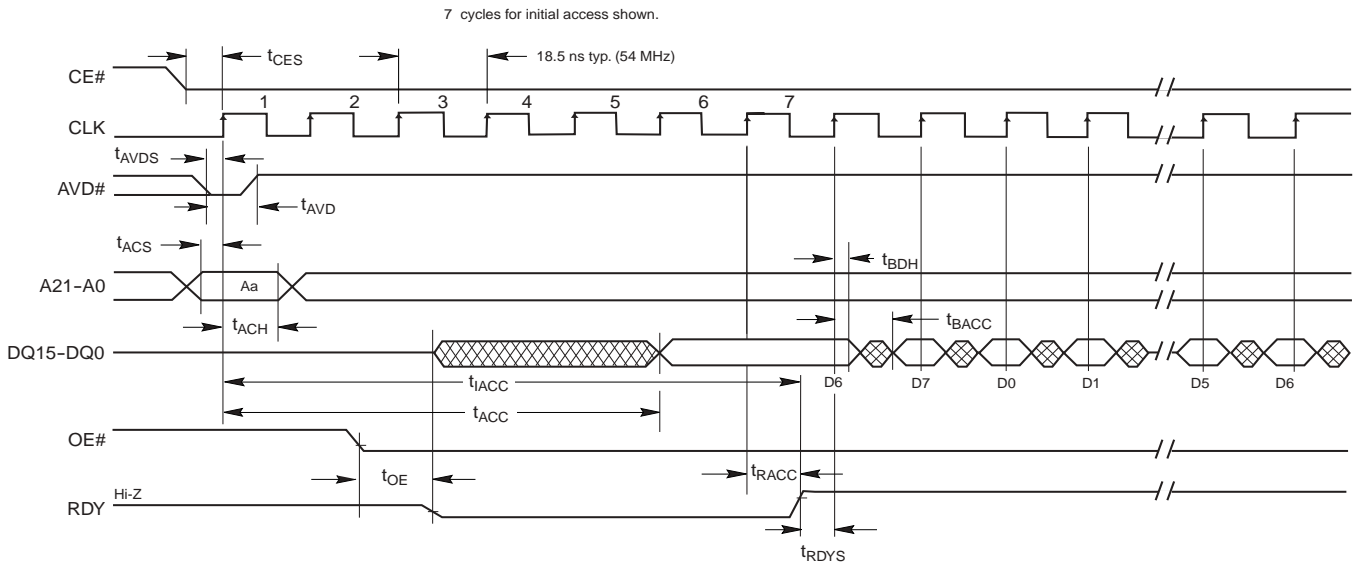 7 cycles for initial access shown.
tCES
18.5 ns typ. (54 MHz)
CE#
1 2 3 4 5 6 7
CLK
tAVDS
AVD#
tAVD
tACS
tBDH
A21-A0
Aa
tACH
tBACC
DQ15-DQ0
tIACC
D6 D7 D0 D1 D5 D6
tACC
OE#
tOE
tRACC
Hi-Z
RDY
tRDYS